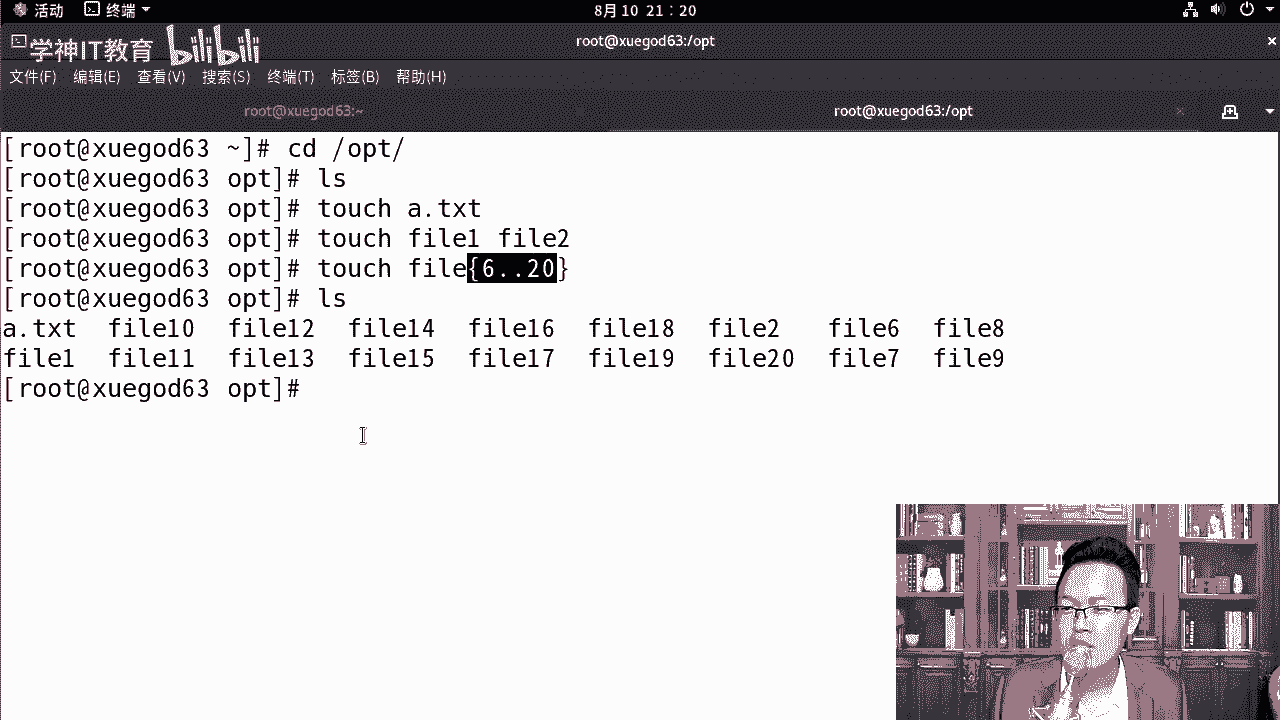 活动 终端 8月10 21：20
学神IT教育 bilibili root@xuegod63:/opt
文件(F) 编辑(E) 查看(V) 搜索(S) 终端(T) 标签(B) 帮助(H)
root@xuegod63:~ root@xuegod63:/opt
[root@xuegod63 ~]# cd /opt/
[root@xuegod63 opt]# ls
[root@xuegod63 opt]# touch a.txt
[root@xuegod63 opt]# touch file1 file2
[root@xuegod63 opt]# touch file{6..20}
[root@xuegod63 opt]# ls
a.txt file10 file12 file14 file16 file18 file2 file6 file8
file1 file11 file13 file15 file17 file19 file20 file7 file9
[root@xuegod63 opt]#